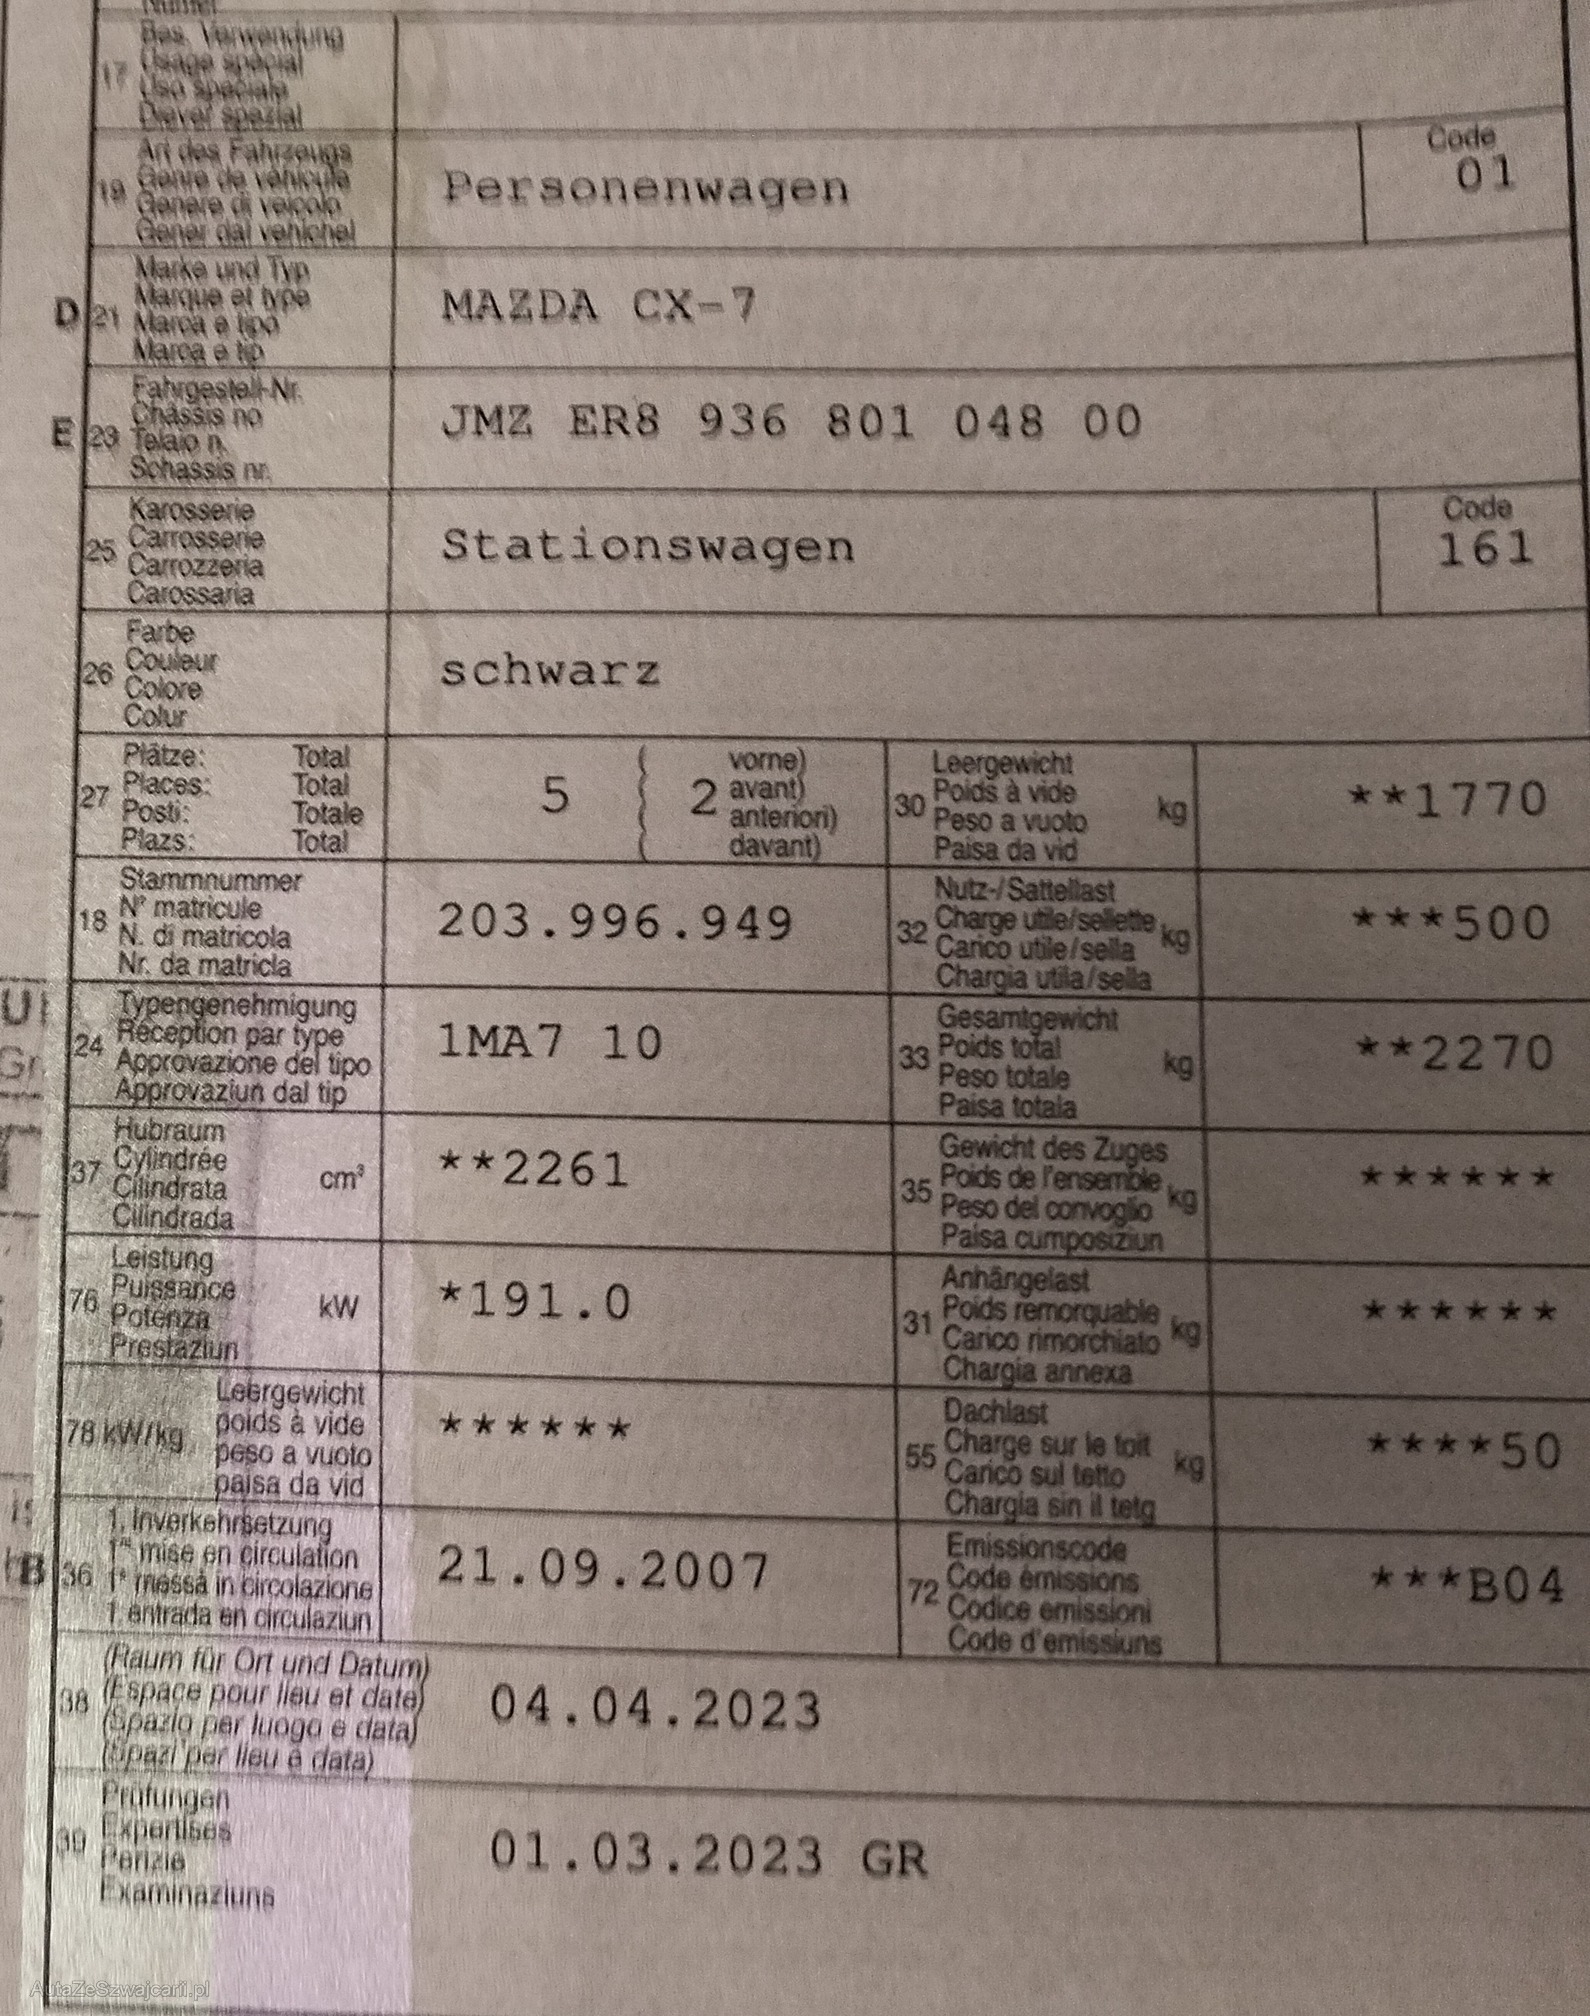 17 Bes. Verwendung
Usage spécial
Uso speciale
Diever spezial
19 Art des Fahrzeugs
Genre de véhicule
Genere di veicolo
Gener dal vehichel
Personenwagen
Code
01
D 21 Marke und Typ
Marque et type
Marca e tipo
Marca e tip
MAZDA CX-7
E 23 Fahrgestell-Nr.
Châssis no
Telaio n.
Schassis nr.
JMZ ER8 936 801 048 00
25 Karosserie
Carrosserie
Carrozzeria
Carossaria
Stationswagen
Code
161
26 Farbe
Couleur
Colore
Colur
schwarz
27 Plätze: Total
Places: Total
Posti: Totale
Plazs: Total
5 ( 2 vorne)
avant)
anteriori)
davant)
30 Leergewicht
Poids à vide
Peso a vuoto
Paisa da vid
kg
**1770
18 Stammnummer
N° matricule
N. di matricola
Nr. da matricla
203.996.949
32 Nutz-/Sattellast
Charge utile/sellette
Carico utile/sella
Chargia utila/sella
kg
***500
24 Typengenehmigung
Réception par type
Approvazione del tipo
Approvaziun dal tip
1MA7 10
33 Gesamtgewicht
Poids total
Peso totale
Paisa totala
kg
**2270
37 Hubraum
Cylindrée
Cilindrata
Cilindrada
cm³
**2261
35 Gewicht des Zuges
Poids de l'ensemble
Peso del convoglio
Paisa cumposiziun
kg
******
76 Leistung
Puissance
Potenza
Prestaziun
kW
*191.0
31 Anhängelast
Poids remorquable
Carico rimorchiato
Chargia annexa
kg
******
78 kW/kg Leergewicht
poids à vide
peso a vuoto
paisa da vid
******
55 Dachlast
Charge sur le toit
Carico sul tetto
Chargia sin il tetg
kg
****50
B 36 1. Inverkehrsetzung
1re mise en circulation
1a messa in circolazione
1. entrada en circulaziun
21.09.2007
72 Emissionscode
Code émissions
Codice emissioni
Code d'emissiuns
***B04
38 (Raum für Ort und Datum)
(Espace pour lieu et date)
(Spazio per luogo e data)
(Spazi per lieu e data)
04.04.2023
39 Prüfungen
Expertises
Perizie
Examinaziuns
01.03.2023 GR
AutaZeSzwajcarii.pl